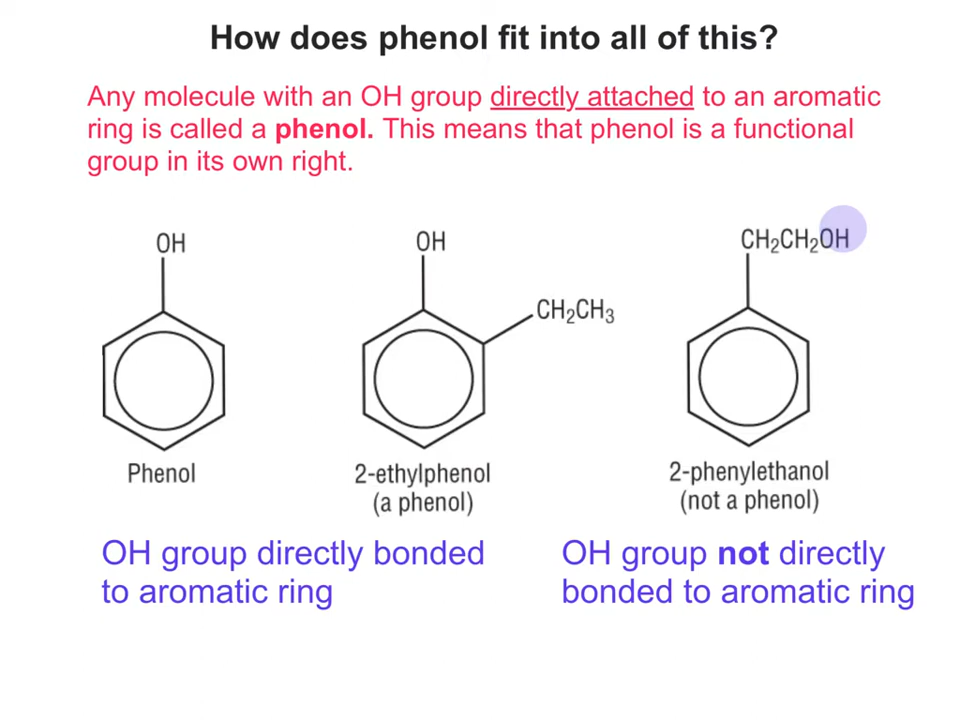 How does phenol fit into all of this?
Any molecule with an OH group directly attached to an aromatic
ring is called a phenol. This means that phenol is a functional
group in its own right.
OH
OH
CH₂CH₂OH
CH₂CH₃
Phenol
2-ethylphenol
(a phenol)
2-phenylethanol
(not a phenol)
OH group directly bonded
to aromatic ring
OH group not directly
bonded to aromatic ring